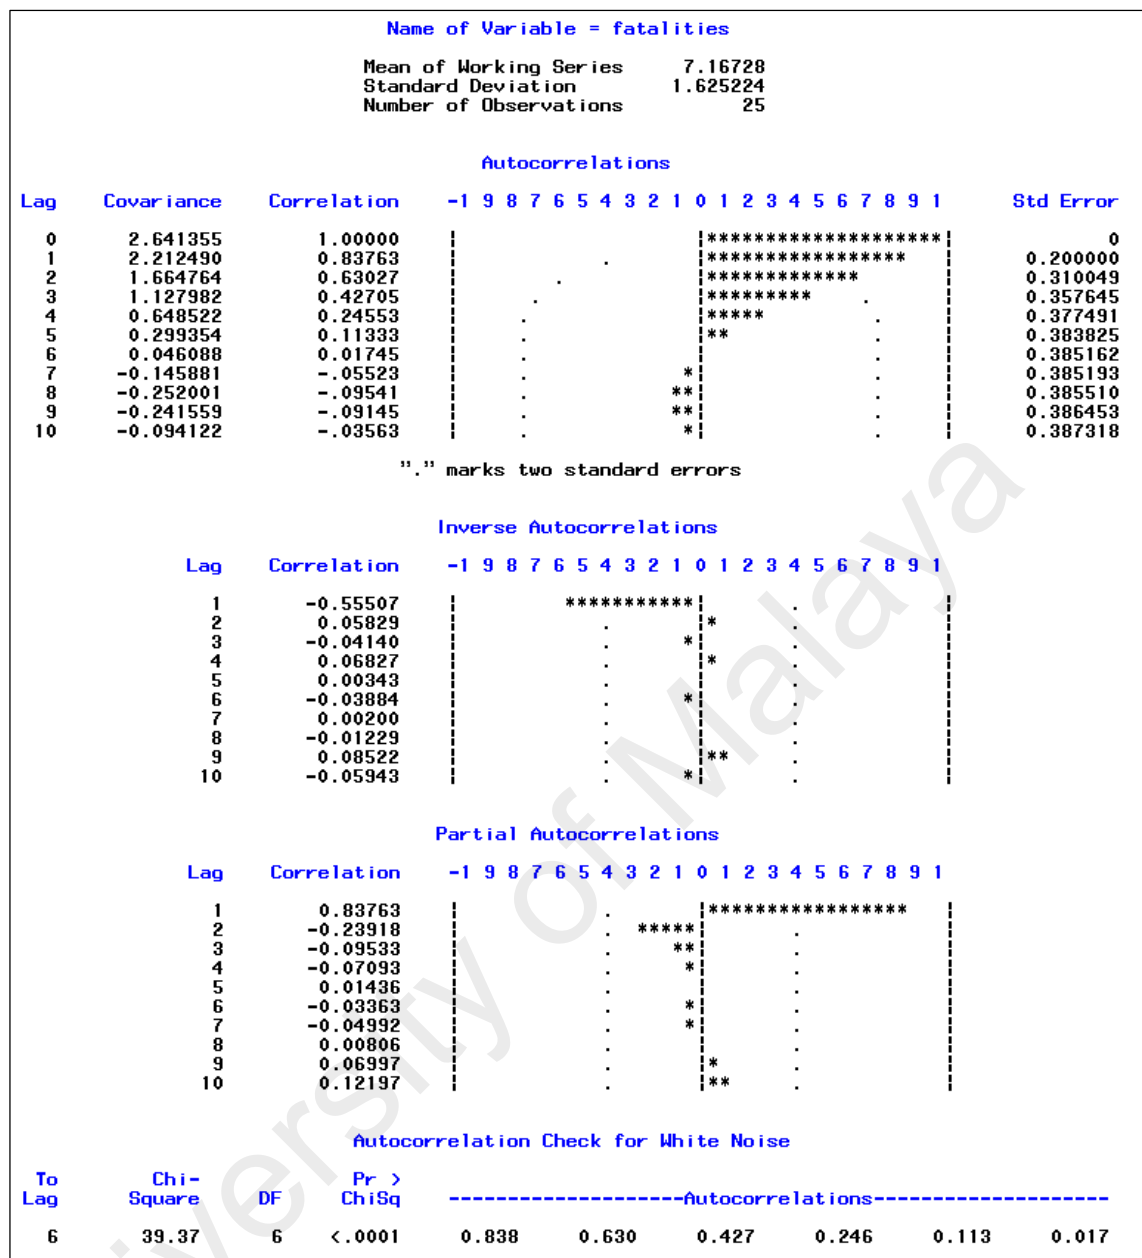 Name of Variable = fatalities
Mean of Working Series 7.16728
Standard Deviation 1.625224
Number of Observations 25
Autocorrelations
Lag Covariance Correlation -1 9 8 7 6 5 4 3 2 1 0 1 2 3 4 5 6 7 8 9 1 Std Error
0 2.641355 1.00000 | |********************| 0
1 2.212490 0.83763 | . |***************** | 0.200000
2 1.664764 0.63027 | . |************* | 0.310049
3 1.127982 0.42705 | . |********* . | 0.357645
4 0.648522 0.24553 | . |***** . | 0.377491
5 0.299354 0.11333 | . |** . | 0.383825
6 0.046088 0.01745 | . | . | 0.385162
7 -0.145881 -.05523 | . *| . | 0.385193
8 -0.252001 -.09541 | . **| . | 0.385510
9 -0.241559 -.09145 | . **| . | 0.386453
10 -0.094122 -.03563 | . *| . | 0.387318
"." marks two standard errors
Inverse Autocorrelations
Lag Correlation -1 9 8 7 6 5 4 3 2 1 0 1 2 3 4 5 6 7 8 9 1
1 -0.55507 | ***********| . |
2 0.05829 | . |* . |
3 -0.04140 | . *| . |
4 0.06827 | . |* . |
5 0.00343 | . | . |
6 -0.03884 | . *| . |
7 0.00200 | . | . |
8 -0.01229 | . | . |
9 0.08522 | . |** . |
10 -0.05943 | . *| . |
Partial Autocorrelations
Lag Correlation -1 9 8 7 6 5 4 3 2 1 0 1 2 3 4 5 6 7 8 9 1
1 0.83763 | . |***************** |
2 -0.23918 | . *****| . |
3 -0.09533 | . **| . |
4 -0.07093 | . *| . |
5 0.01436 | . | . |
6 -0.03363 | . *| . |
7 -0.04992 | . *| . |
8 0.00806 | . | . |
9 0.06997 | . |* . |
10 0.12197 | . |** . |
Autocorrelation Check for White Noise
To Chi- Pr >
Lag Square DF ChiSq --------------------Autocorrelations--------------------
6 39.37 6 <.0001 0.838 0.630 0.427 0.246 0.113 0.017
versity of Malaya